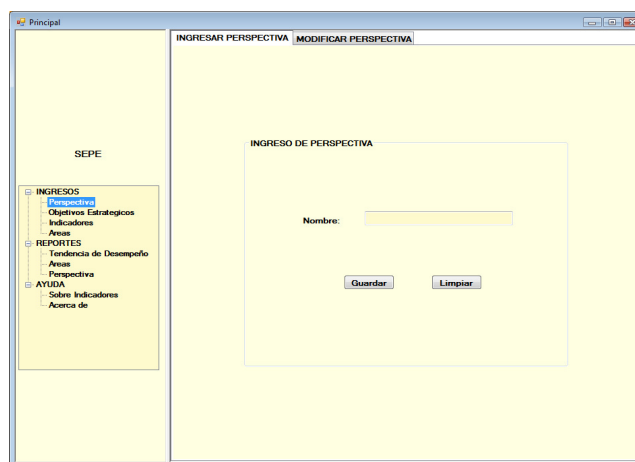 Principal
INGRESAR PERSPECTIVA MODIFICAR PERSPECTIVA
SEPE
INGRESOS
Perspectiva
Objetivos Estrategicos
Indicadores
Areas
REPORTES
Tendencia de Desempeño
Areas
Perspectiva
AYUDA
Sobre Indicadores
Acerca de
INGRESO DE PERSPECTIVA
Nombre:
Guardar Limpiar